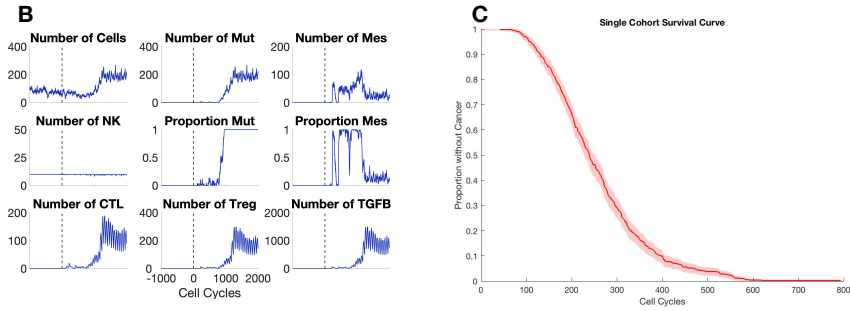 B
Number of Cells
400
200
0
Number of Mut
400
200
0
Number of Mes
200
100
0
Number of NK
50
25
0
Proportion Mut
1
0.5
0
Proportion Mes
1
0.5
0
Number of CTL
200
100
0
Number of Treg
400
200
0
Number of TGFB
2000
1000
0
-1000 0 1000 2000
Cell Cycles
C
Single Cohort Survival Curve
Proportion without Cancer
1
0.9
0.8
0.7
0.6
0.5
0.4
0.3
0.2
0.1
0
0 100 200 300 400 500 600 700 800
Cell Cycles